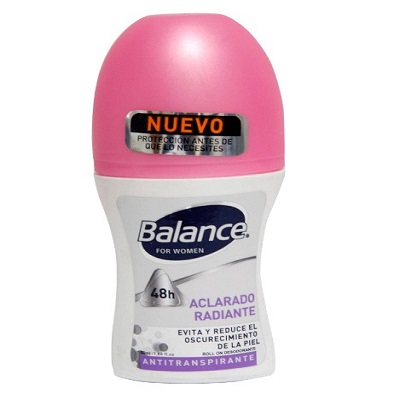 NUEVO
PROTECCIÓN ANTES DE
QUE LO NECESITES
Balance®
FOR WOMEN
48h
ACLARADO
RADIANTE
EVITA Y REDUCE EL
OSCURECIMIENTO
DE LA PIEL
ROLL ON DESODORANTE
ANTITRANSPIRANTE